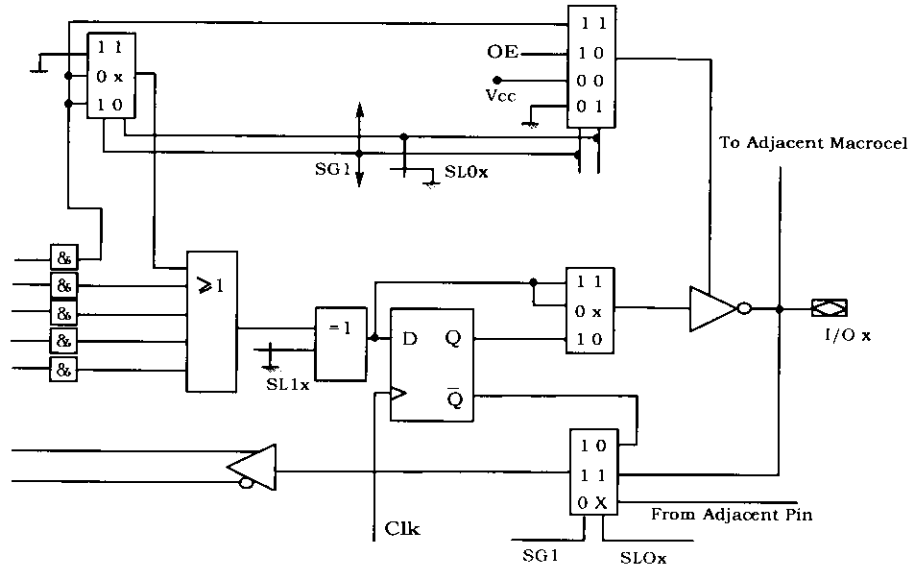 1 1
0 x
1 0
1 1
OE
1 0
Vcc
0 0
0 1
SG1
SL0x
To Adjacent Macrocel
&
&
&
&
&
≥1
=1
SL1x
D Q
Q̅
1 1
0 x
1 0
I/O x
Clk
1 0
1 1
0 X
From Adjacent Pin
SG1
SLOx